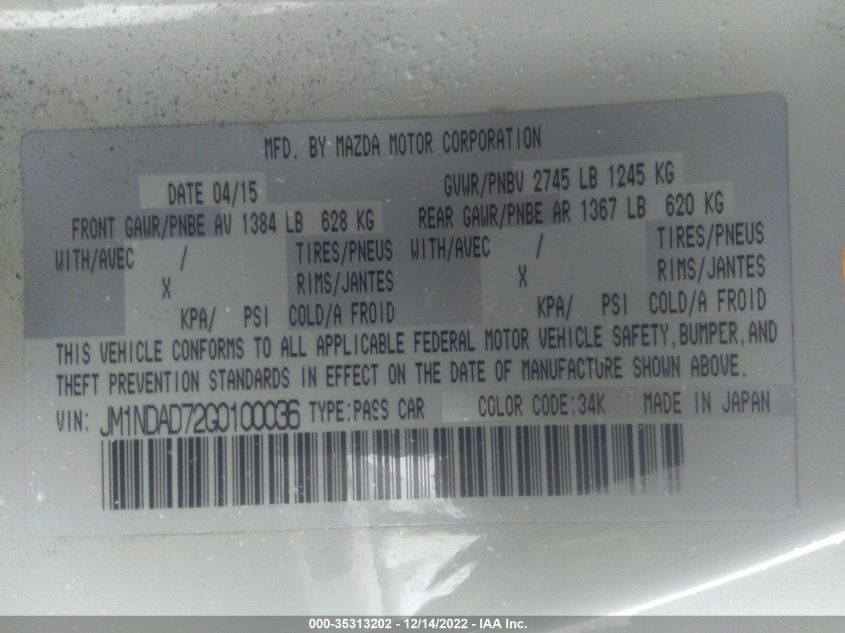 MFD. BY MAZDA MOTOR CORPORATION
DATE 04/15 GVWR/PNBV 2745 LB 1245 KG
FRONT GAWR/PNBE AV 1384 LB 628 KG REAR GAWR/PNBE AR 1367 LB 620 KG
WITH/AVEC / TIRES/PNEUS WITH/AVEC / TIRES/PNEUS
X RIMS/JANTES X RIMS/JANTES
KPA/ PSI COLD/A FROID KPA/ PSI COLD/A FROID
THIS VEHICLE CONFORMS TO ALL APPLICABLE FEDERAL MOTOR VEHICLE SAFETY, BUMPER, AND
THEFT PREVENTION STANDARDS IN EFFECT ON THE DATE OF MANUFACTURE SHOWN ABOVE.
VIN: JM1NDAD72G0100036 TYPE:PASS CAR COLOR CODE:34K MADE IN JAPAN
000-35313202 - 12/14/2022 - IAA Inc.